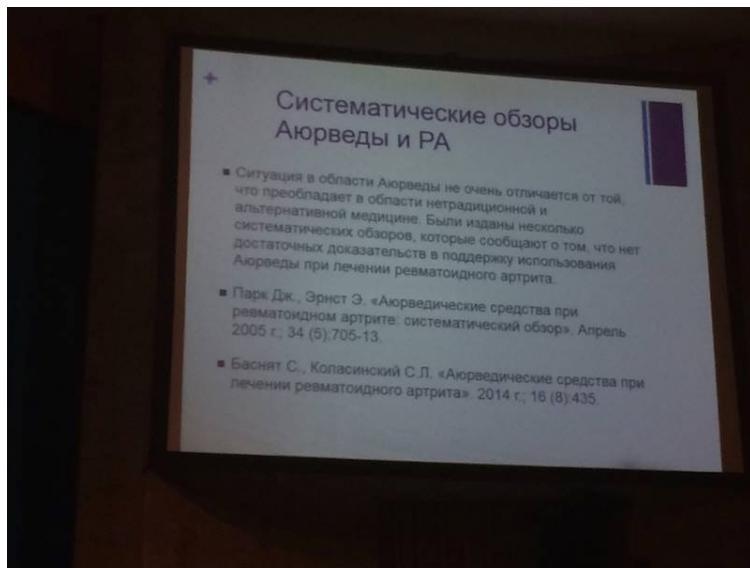 Систематические обзоры
Аюрведы и РА
Ситуация в области Аюрведы не очень отличается от той,
что преобладает в области нетрадиционной и
альтернативной медицине. Были изданы несколько
систематических обзоров, которые сообщают о том, что нет
достаточных доказательств в поддержку использования
Аюрведы при лечении ревматоидного артрита.
Парк Дж., Эрнст Э. «Аюрведические средства при
ревматоидном артрите: систематический обзор». Апрель
2005 г.; 34 (5):705-13.
Баснят С., Коласинский С.Л. «Аюрведические средства при
лечении ревматоидного артрита». 2014 г.; 16 (8):435.